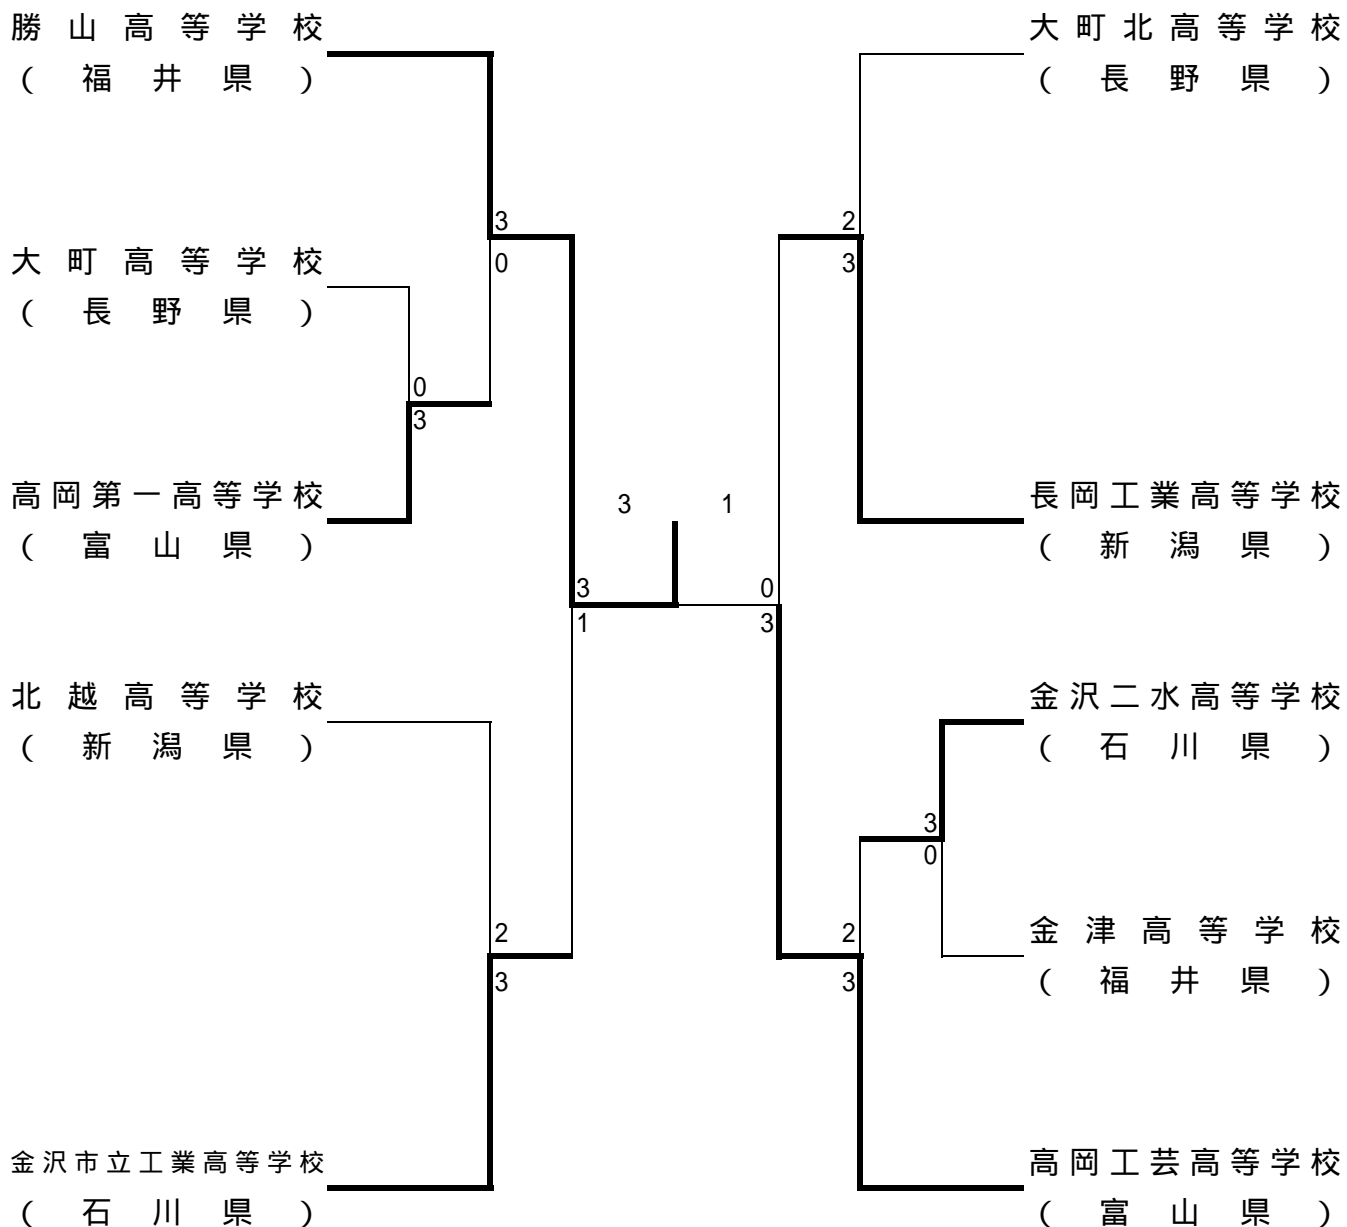 勝山高等学校
(福井県)
大町高等学校
(長野県)
高岡第一高等学校
(富山県)
北越高等学校
(新潟県)
金沢市立工業高等学校
(石川県)
3
0
0
3
3
1
2
3
3
1
2
3
0
3
3
0
2
3
大町北高等学校
(長野県)
長岡工業高等学校
(新潟県)
金沢二水高等学校
(石川県)
金津高等学校
(福井県)
高岡工芸高等学校
(富山県)